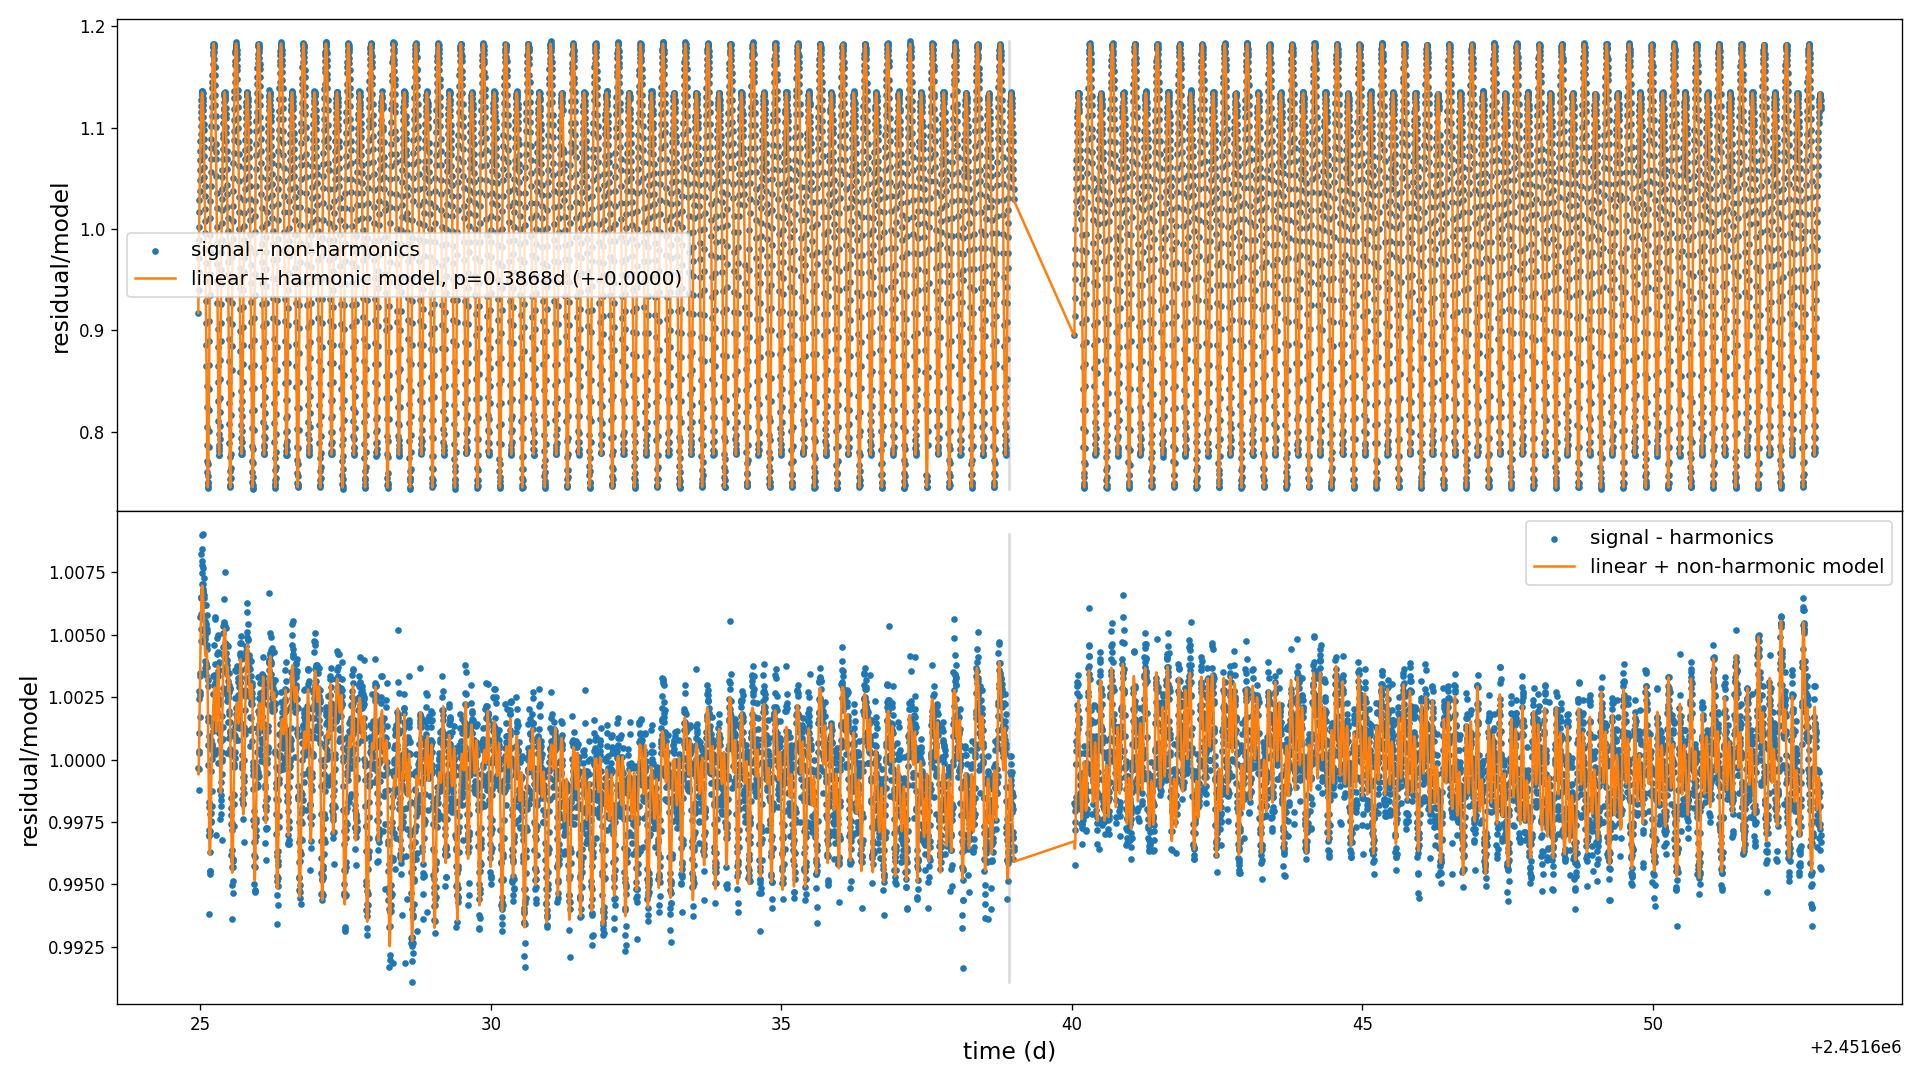 1.2
1.1
1.0
0.9
0.8
residual/model
signal - non-harmonics
linear + harmonic model, p=0.3868d (+-0.0000)
signal - harmonics
linear + non-harmonic model
1.0075
1.0050
1.0025
1.0000
0.9975
0.9950
0.9925
residual/model
25
30
35
40
45
50
time (d)
+2.4516e6